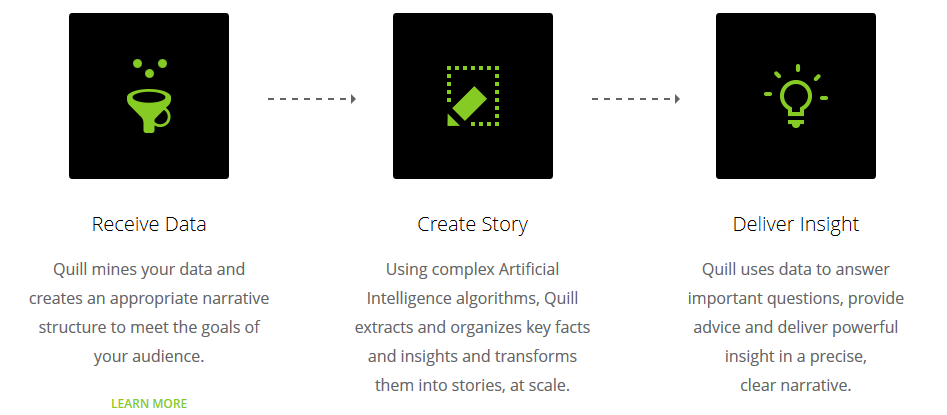 Receive Data
Quill mines your data and
creates an appropriate narrative
structure to meet the goals of
your audience.
LEARN MORE
Create Story
Using complex Artificial
Intelligence algorithms, Quill
extracts and organizes key facts
and insights and transforms
them into stories, at scale.
Deliver Insight
Quill uses data to answer
important questions, provide
advice and deliver powerful
insight in a precise,
clear narrative.